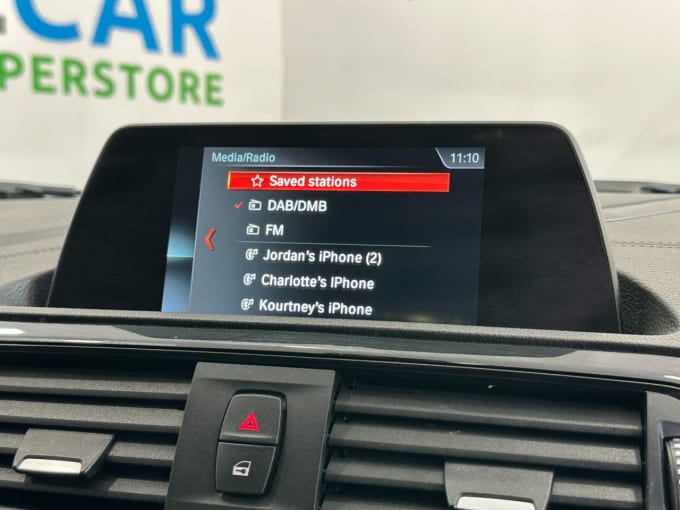 CAR
PERSTORE
Media/Radio 11:10
Saved stations
DAB/DMB
FM
Jordan's iPhone (2)
Charlotte's iPhone
Kourtney's iPhone